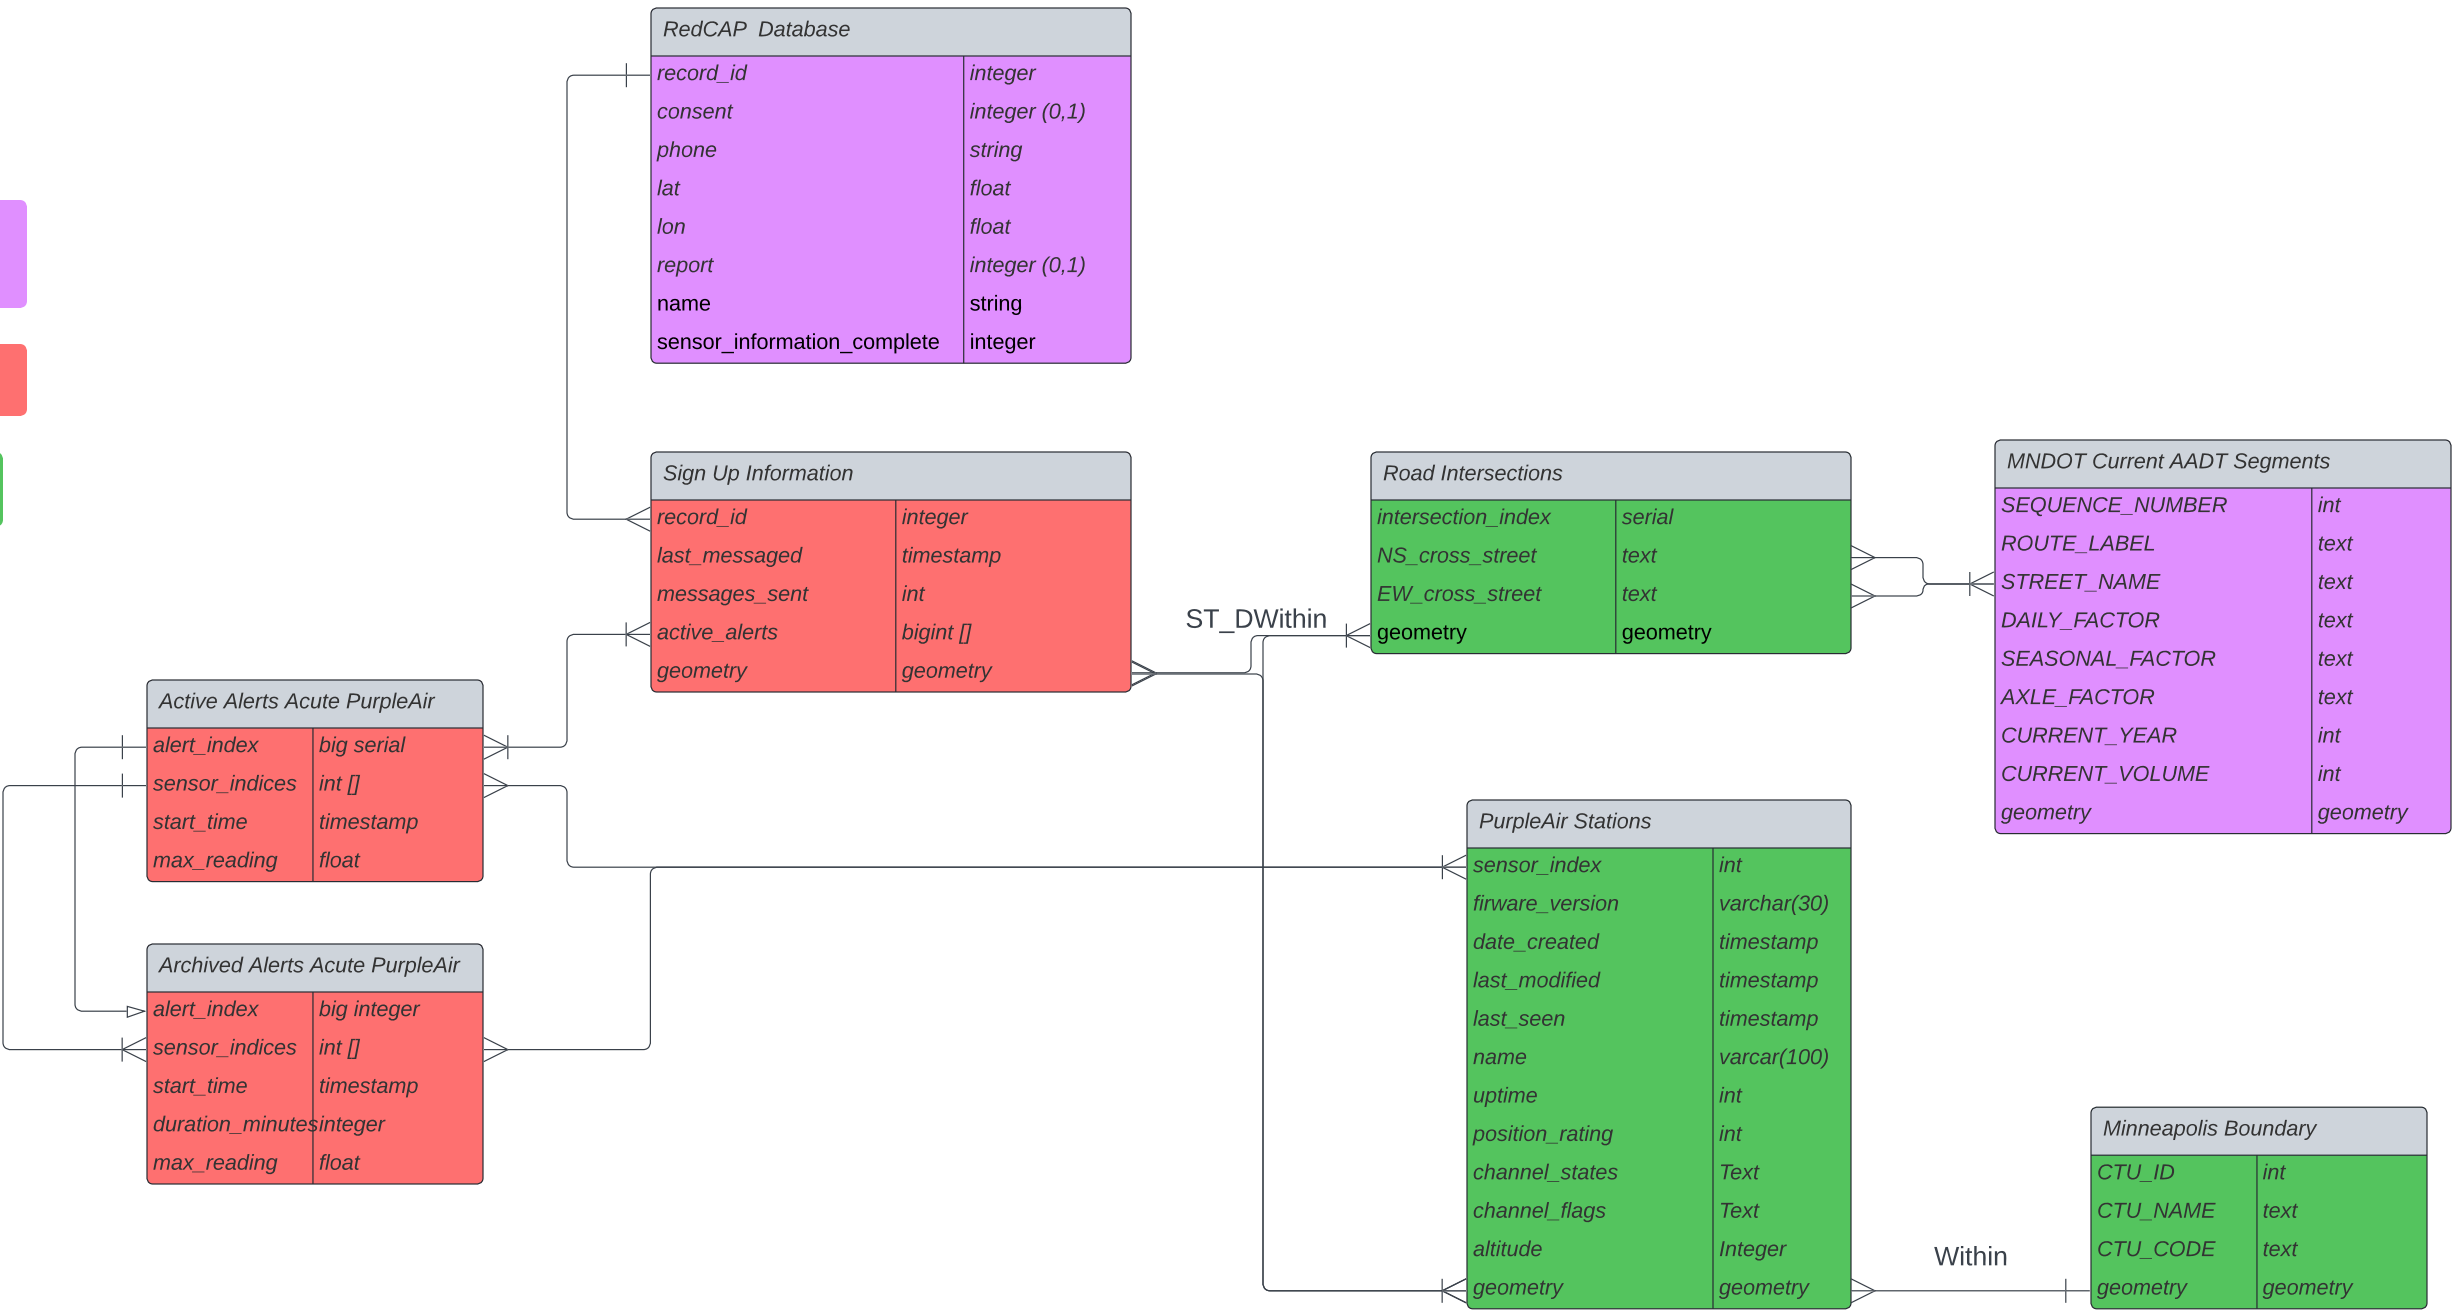 RedCAP  Database
record_id integer
consent integer (0,1)
phone string
lat float
lon float
report integer (0,1)
name string
sensor_information_complete integer
Sign Up Information
record_id integer
last_messaged timestamp
messages_sent int
active_alerts bigint []
geometry geometry
ST_DWithin
Road Intersections
intersection_index serial
NS_cross_street text
EW_cross_street text
geometry geometry
MNDOT Current AADT Segments
SEQUENCE_NUMBER int
ROUTE_LABEL text
STREET_NAME text
DAILY_FACTOR text
SEASONAL_FACTOR text
AXLE_FACTOR text
CURRENT_YEAR int
CURRENT_VOLUME int
geometry geometry
Active Alerts Acute PurpleAir
alert_index big serial
sensor_indices int []
start_time timestamp
max_reading float
Archived Alerts Acute PurpleAir
alert_index big integer
sensor_indices int []
start_time timestamp
duration_minutes integer
max_reading float
PurpleAir Stations
sensor_index int
firware_version varchar(30)
date_created timestamp
last_modified timestamp
last_seen timestamp
name varcar(100)
uptime int
position_rating int
channel_states Text
channel_flags Text
altitude Integer
geometry geometry
Within
Minneapolis Boundary
CTU_ID int
CTU_NAME text
CTU_CODE text
geometry geometry